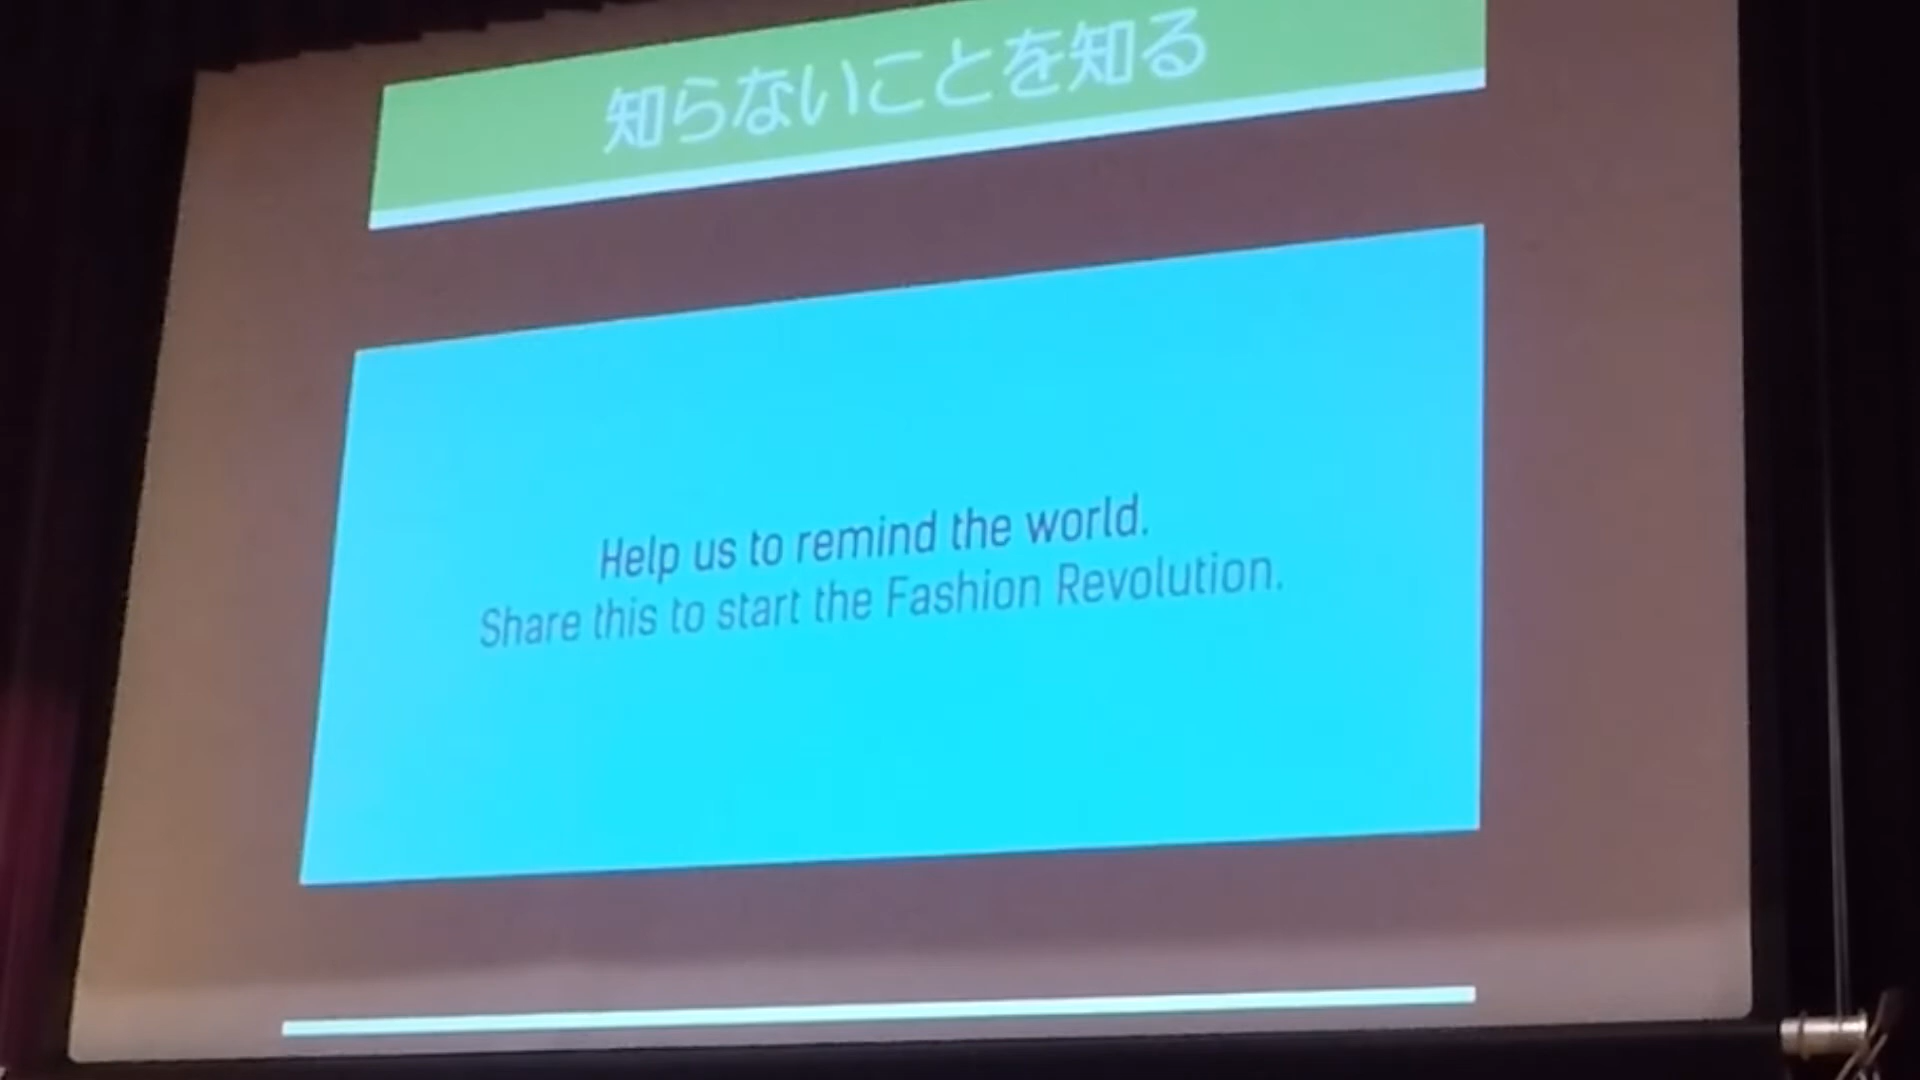 知らないことを知る
Help us to remind the world.
Share this to start the Fashion Revolution.